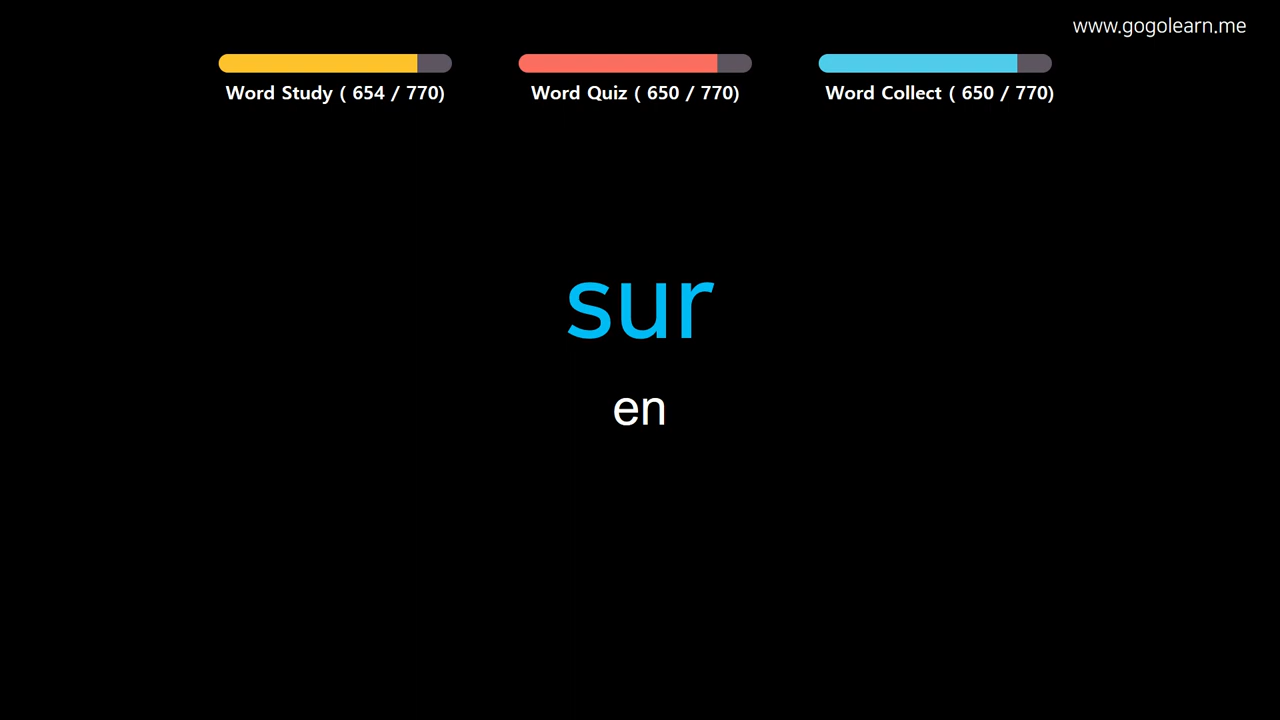 www.gogolearn.me
Word Study ( 654 / 770)
Word Quiz ( 650 / 770)
Word Collect ( 650 / 770)
sur
en